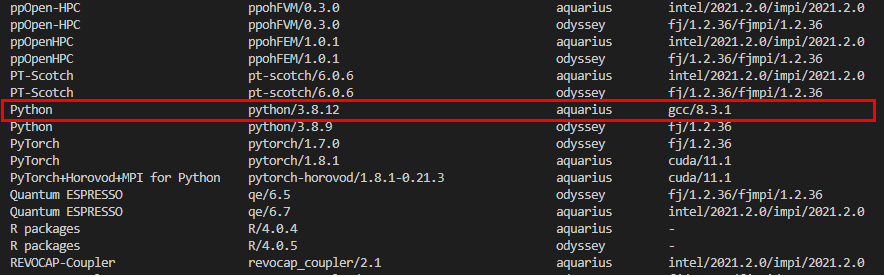 ppOpen-HPC ppohFVM/0.3.0 aquarius intel/2021.2.0/impi/2021.2.0
ppOpen-HPC ppohFVM/0.3.0 odyssey fj/1.2.36/fjmpi/1.2.36
ppOpenHPC ppohFEM/1.0.1 aquarius intel/2021.2.0/impi/2021.2.0
ppOpenHPC ppohFEM/1.0.1 odyssey fj/1.2.36/fjmpi/1.2.36
PT-Scotch pt-scotch/6.0.6 aquarius intel/2021.2.0/impi/2021.2.0
PT-Scotch pt-scotch/6.0.6 odyssey fj/1.2.36/fjmpi/1.2.36
Python python/3.8.12 aquarius gcc/8.3.1
Python python/3.8.9 odyssey fj/1.2.36
PyTorch pytorch/1.7.0 odyssey fj/1.2.36
PyTorch pytorch/1.8.1 aquarius cuda/11.1
PyTorch+Horovod+MPI for Python pytorch-horovod/1.8.1-0.21.3 aquarius cuda/11.1
Quantum ESPRESSO qe/6.5 odyssey fj/1.2.36/fjmpi/1.2.36
Quantum ESPRESSO qe/6.7 aquarius intel/2021.2.0/impi/2021.2.0
R packages R/4.0.4 aquarius -
R packages R/4.0.5 odyssey -
REVOCAP-Coupler revocap_coupler/2.1 aquarius intel/2021.2.0/impi/2021.2.0